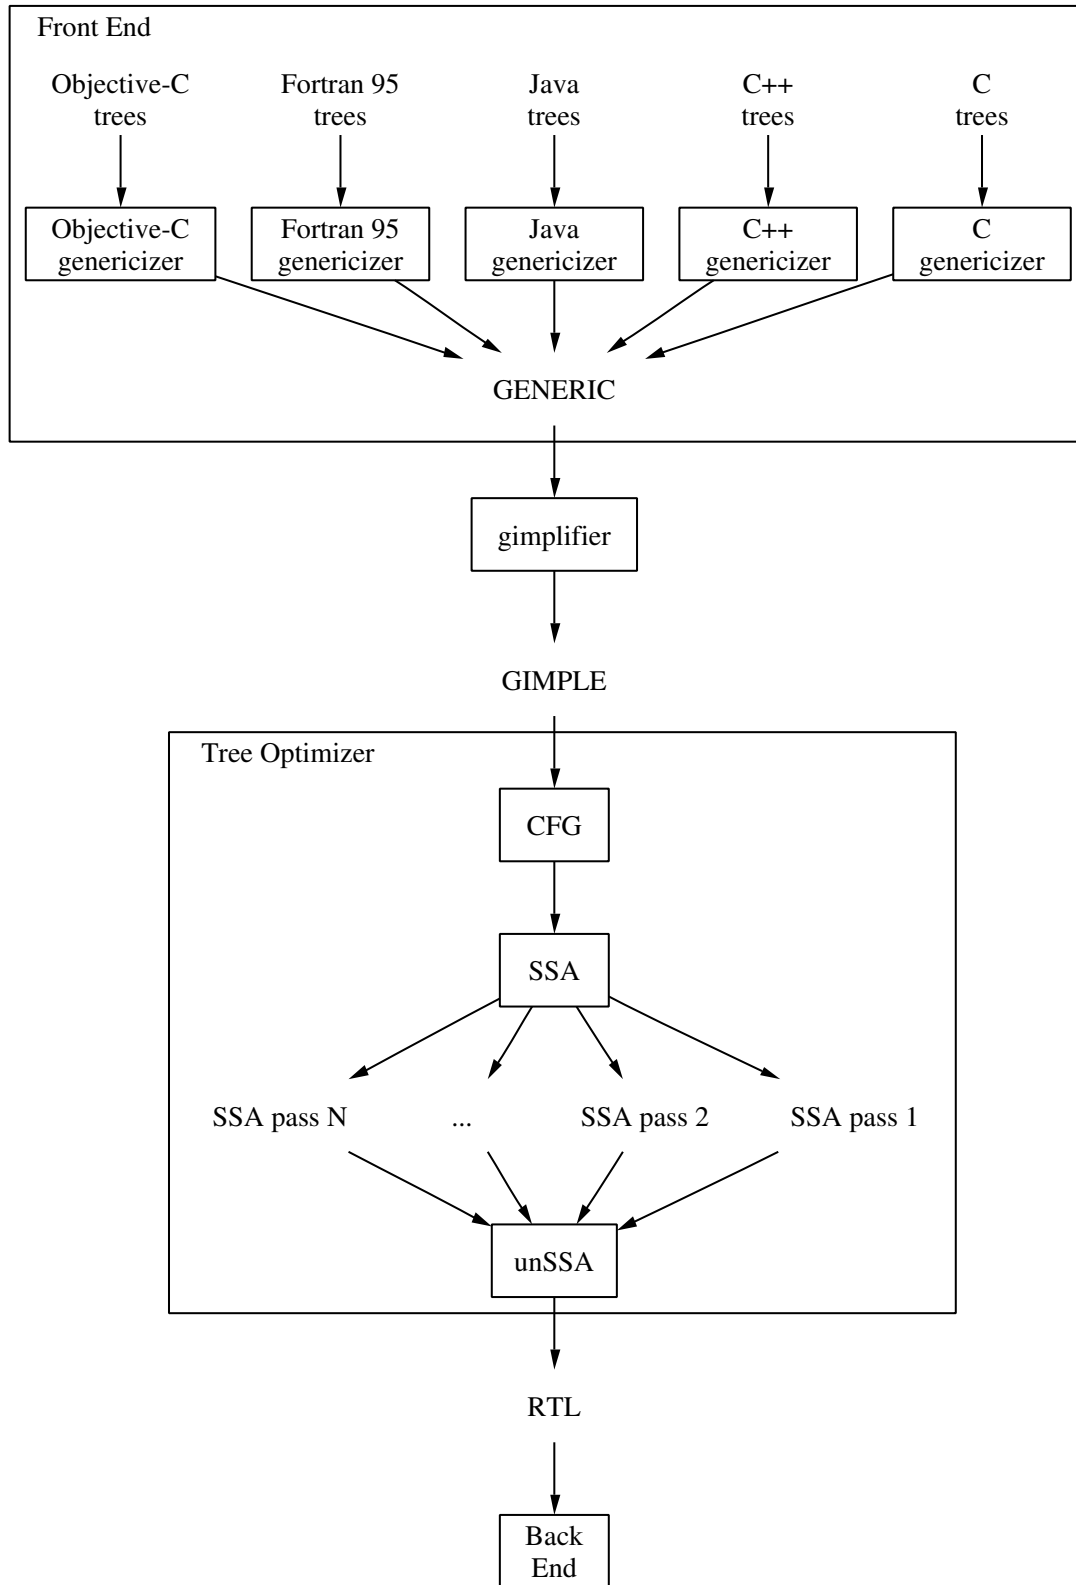 Front End
Objective-C
trees
Fortran 95
trees
Java
trees
C++
trees
C
trees
Objective-C
genericizer
Fortran 95
genericizer
Java
genericizer
C++
genericizer
C
genericizer
GENERIC
gimplifier
GIMPLE
Tree Optimizer
CFG
SSA
SSA pass N
...
SSA pass 2
SSA pass 1
unSSA
RTL
Back
End